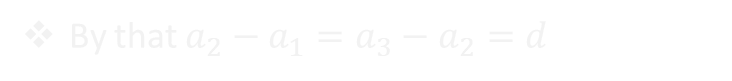 ❖ By that a₂ − a₁ = a₃ − a₂ = d